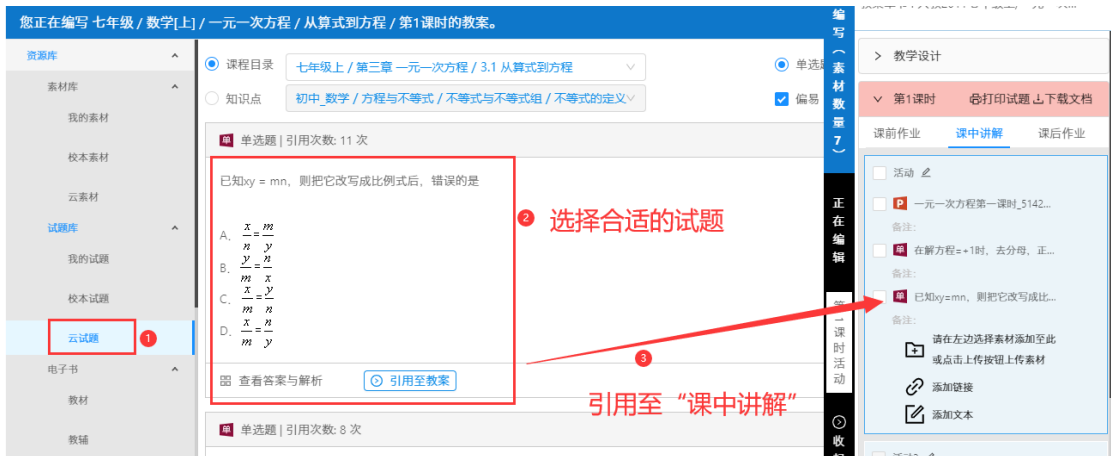 您正在编写 七年级 / 数学[上] / 一元一次方程 / 从算式到方程 / 第1课时的教案。
资源库
素材库
我的素材
校本素材
云素材
试题库
我的试题
校本试题
云试题
1
电子书
教材
教辅
课程目录
七年级上 / 第三章 一元一次方程 / 3.1 从算式到方程
单选题
知识点
初中_数学 / 方程与不等式 / 不等式与不等式组 / 不等式的定义
偏易
单 单选题 | 引用次数: 11 次
已知xy = mn，则把它改写成比例式后，错误的是
A、x/n = m/y
B、y/m = n/x
C、x/m = y/n
D、x/m = n/y
查看答案与解析
引用至教案
单 单选题 | 引用次数: 8 次
2 选择合适的试题
3
引用至“课中讲解”
编写（素材数量7）
正在编辑
第1课时活动
收
教学设计
第1课时
打印试题
下载文档
课前作业
课中讲解
课后作业
活动
P 一元一次方程第一课时_5142...
备注:
单 在解方程=+1时，去分母，正...
备注:
单 已知xy=mn，则把它改写成比...
备注:
请在左边选择素材添加至此
或点击上传按钮上传素材
添加链接
添加文本